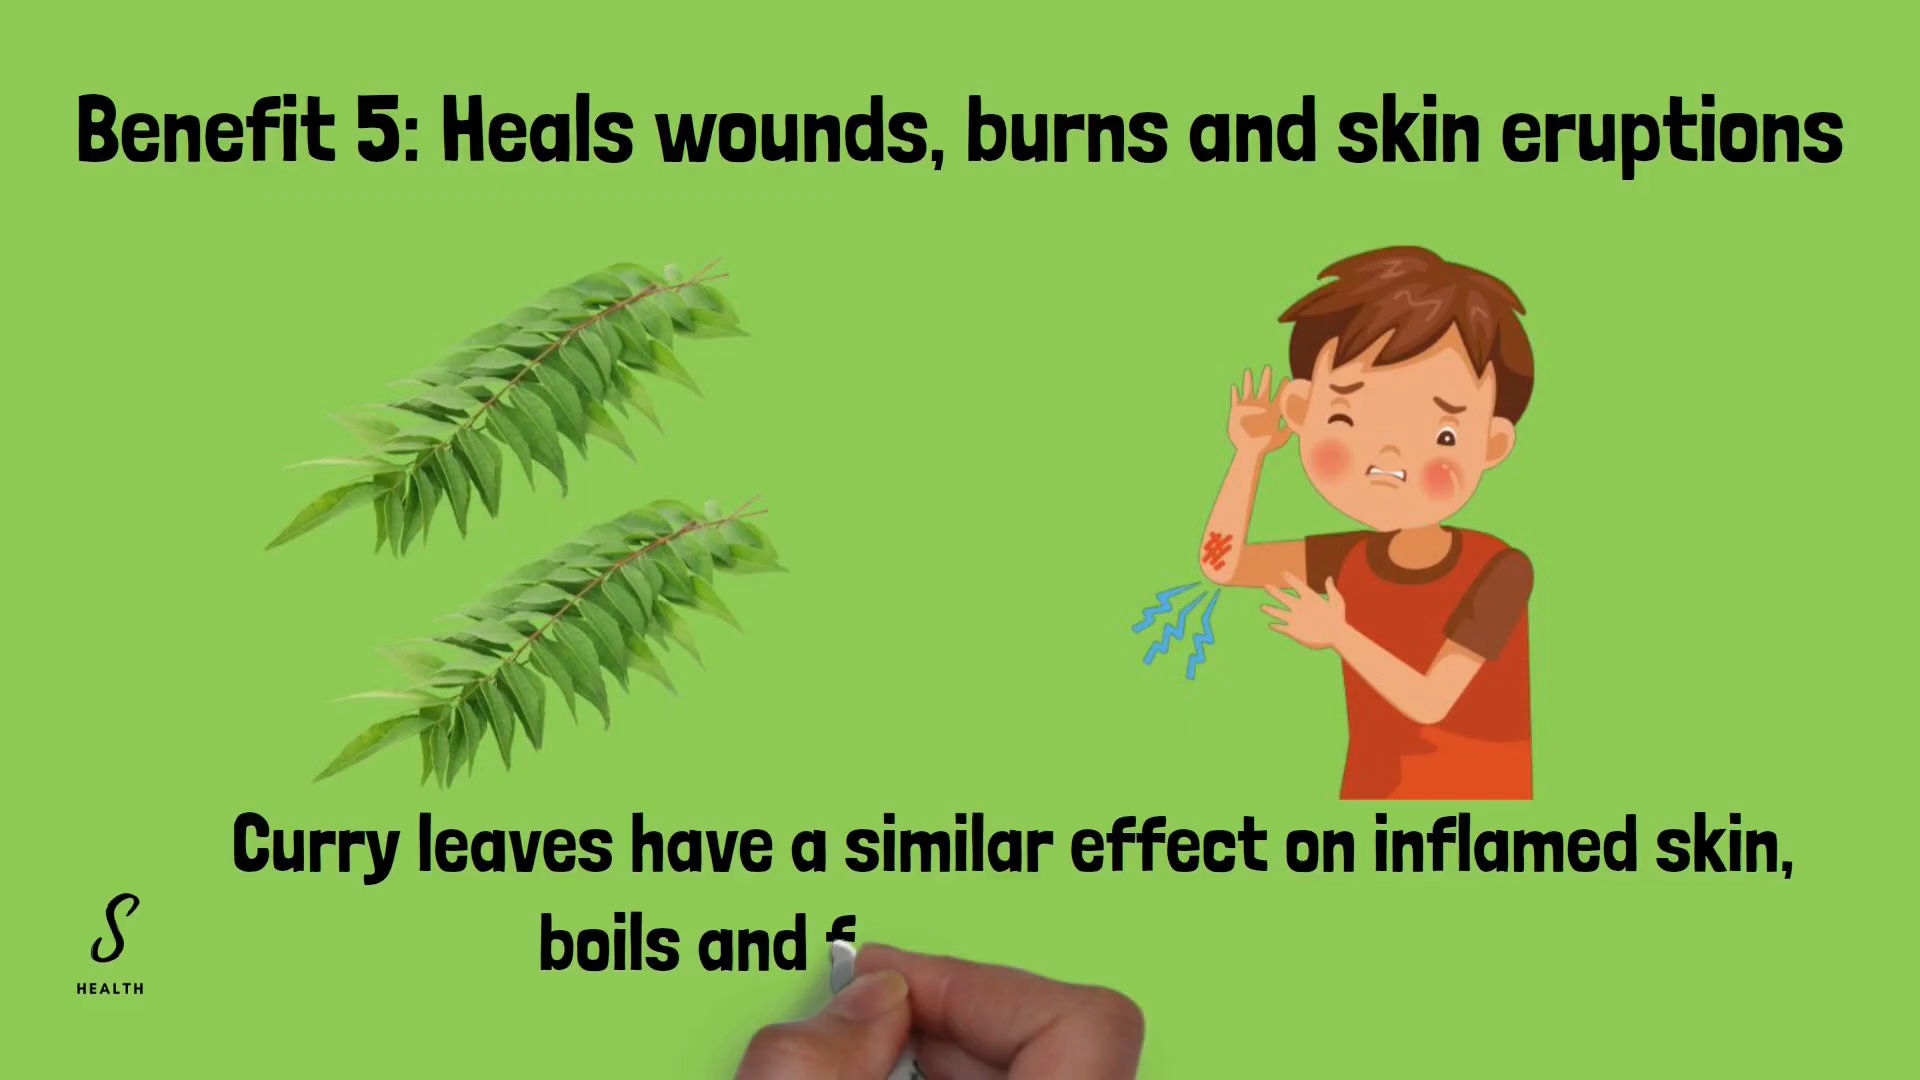 Benefit 5: Heals wounds, burns and skin eruptions
Curry leaves have a similar effect on inflamed skin,
boils and
S
HEALTH